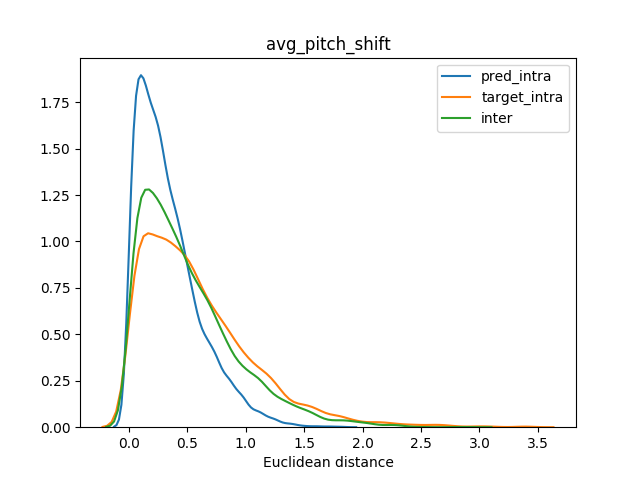 avg_pitch_shift
pred_intra
target_intra
inter
1.75
1.50
1.25
1.00
0.75
0.50
0.25
0.00
0.0 0.5 1.0 1.5 2.0 2.5 3.0 3.5
Euclidean distance